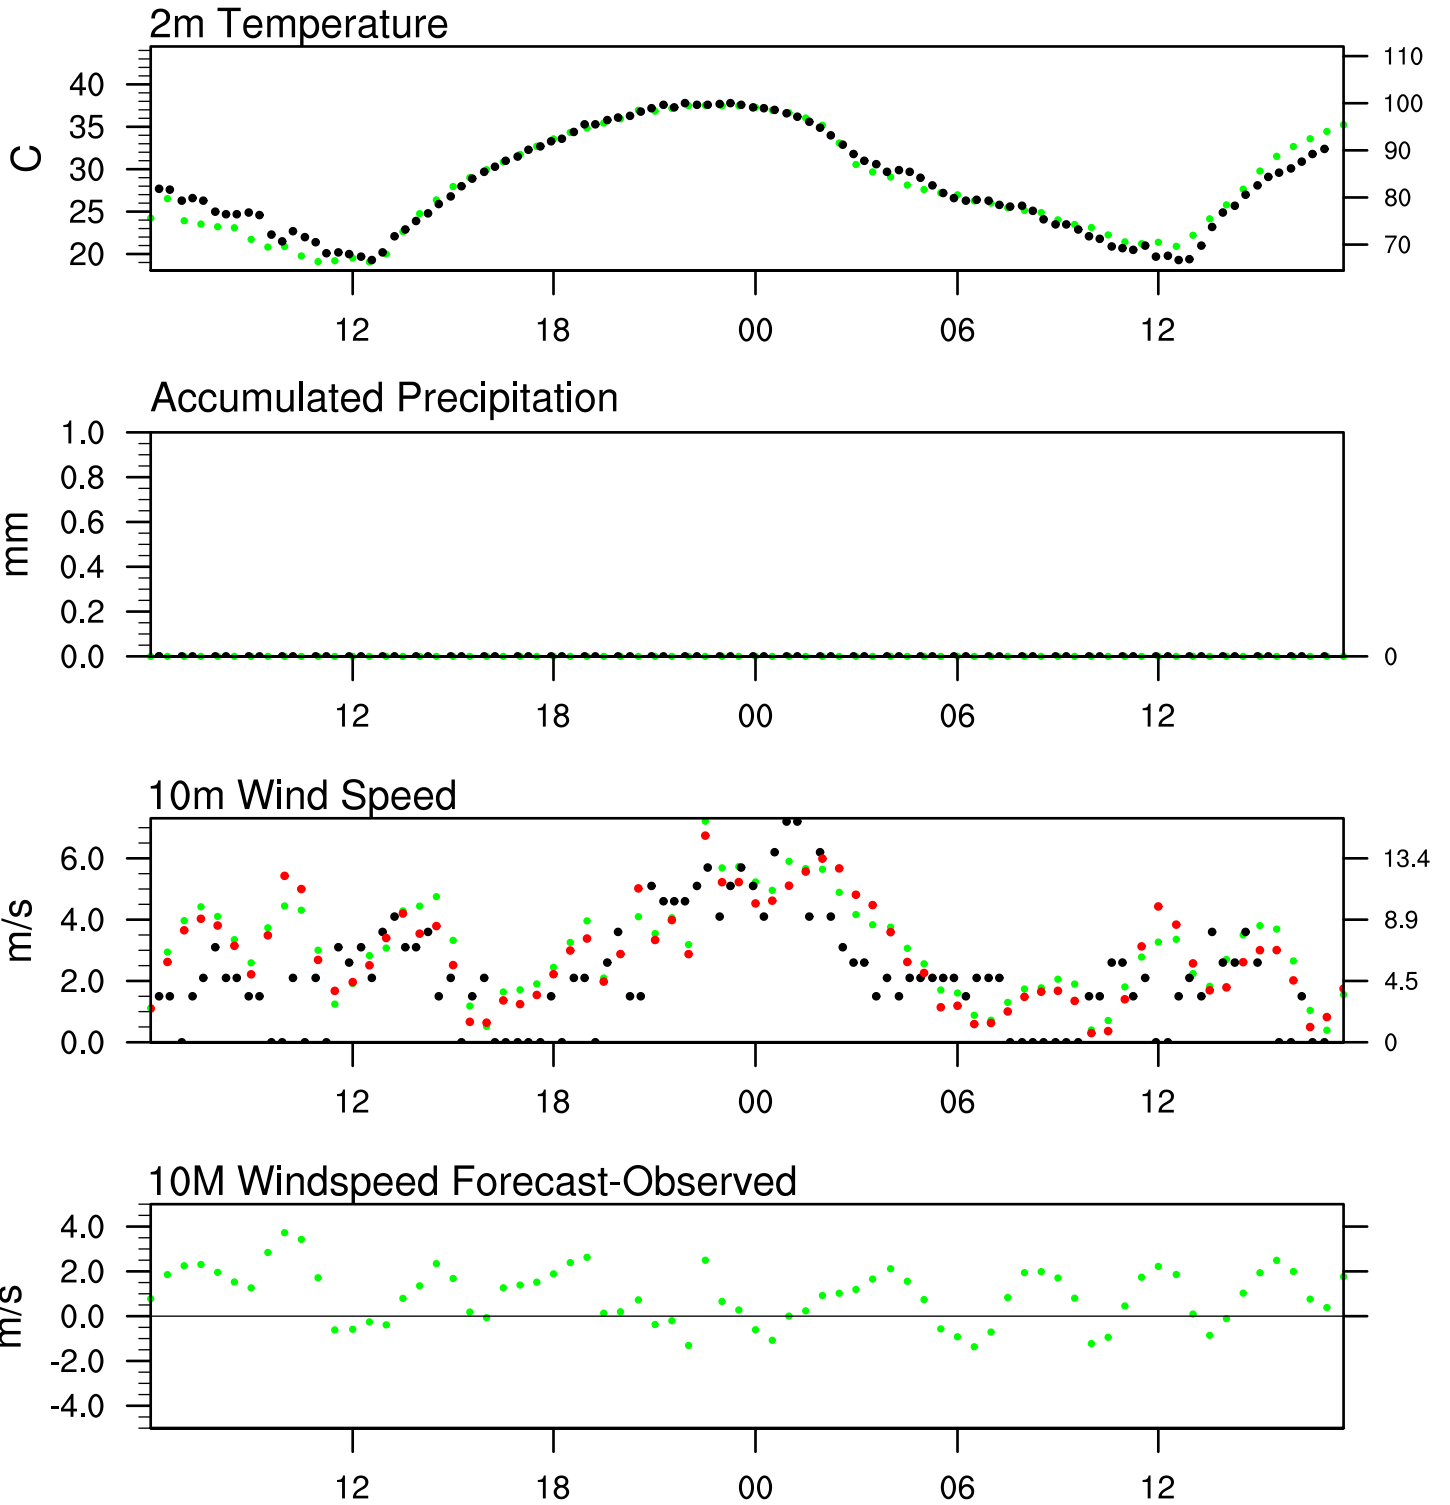 2m Temperature
C
40
35
30
25
20
110
100
90
80
70
12 18 00 06 12
Accumulated Precipitation
mm
1.0
0.8
0.6
0.4
0.2
0.0
0
12 18 00 06 12
10m Wind Speed
m/s
6.0
4.0
2.0
0.0
13.4
8.9
4.5
0
12 18 00 06 12
10M Windspeed Forecast-Observed
m/s
4.0
2.0
0.0
-2.0
-4.0
12 18 00 06 12